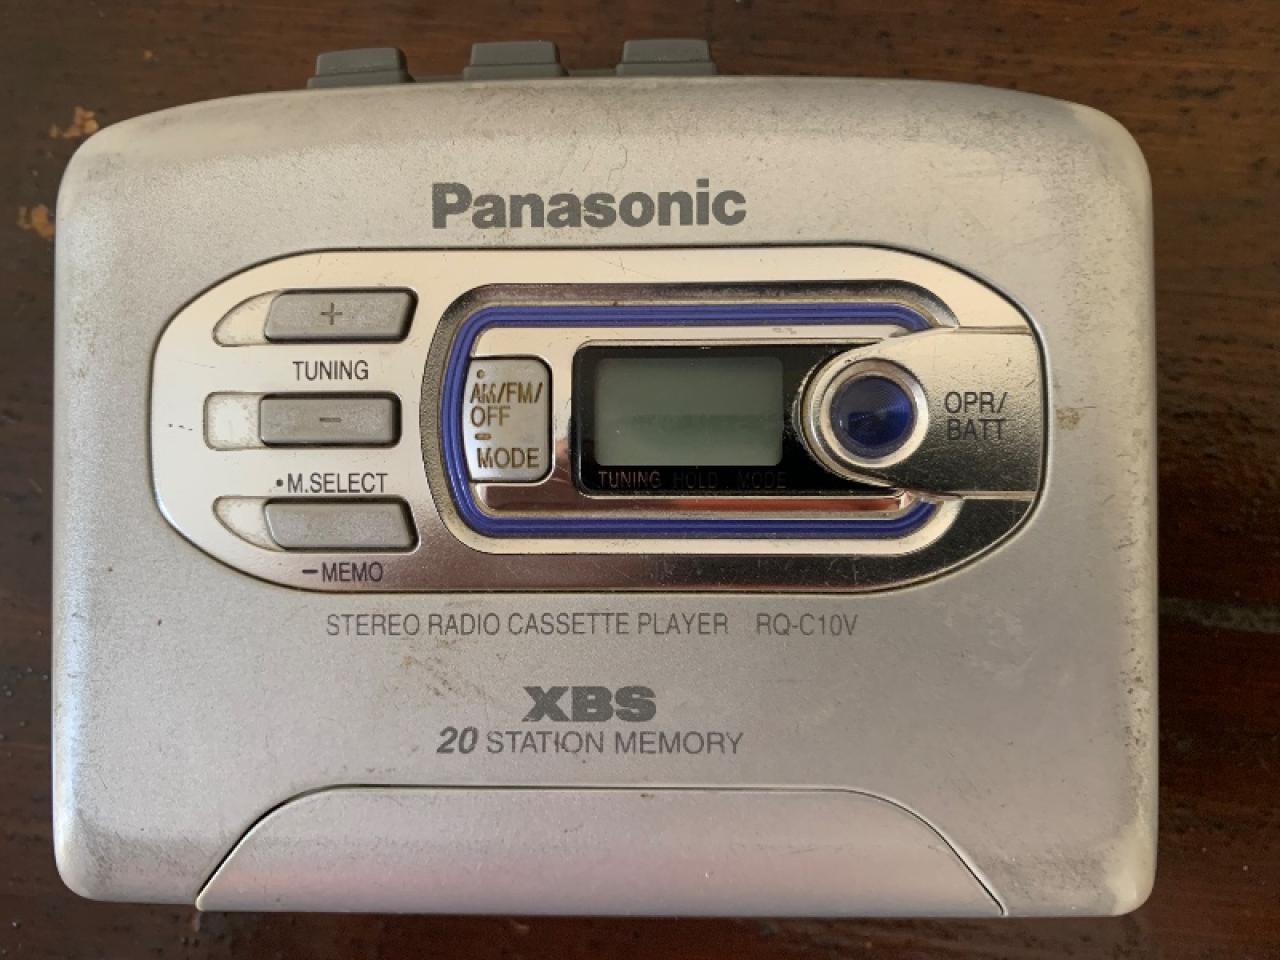 Panasonic
+
TUNING
-
•M.SELECT
—MEMO
•
AM/FM/
OFF
—
MODE
TUNING HOLD MODE
OPR/
BATT
STEREO RADIO CASSETTE PLAYER RQ-C10V
XBS
20 STATION MEMORY